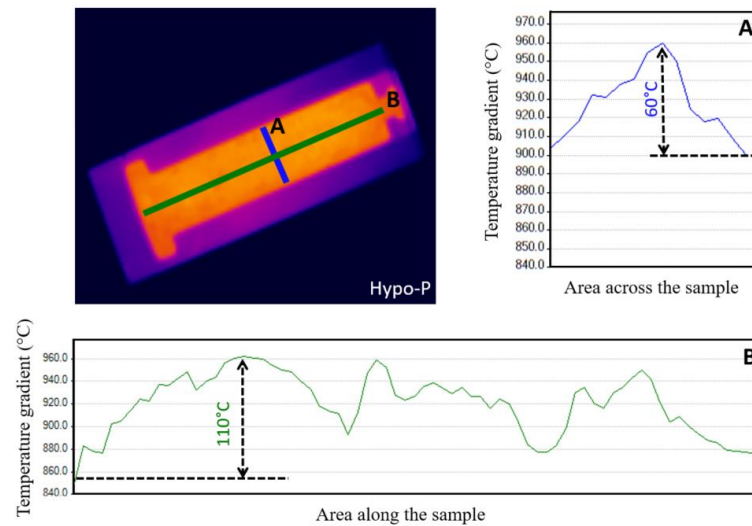 A
B
Hypo-P
A
Temperature gradient (°C)
970.0
960.0
950.0
940.0
930.0
920.0
910.0
900.0
890.0
880.0
870.0
860.0
850.0
840.0
60°C
Area across the sample
B
Temperature gradient (°C)
960.0
940.0
920.0
900.0
880.0
860.0
840.0
110°C
Area along the sample